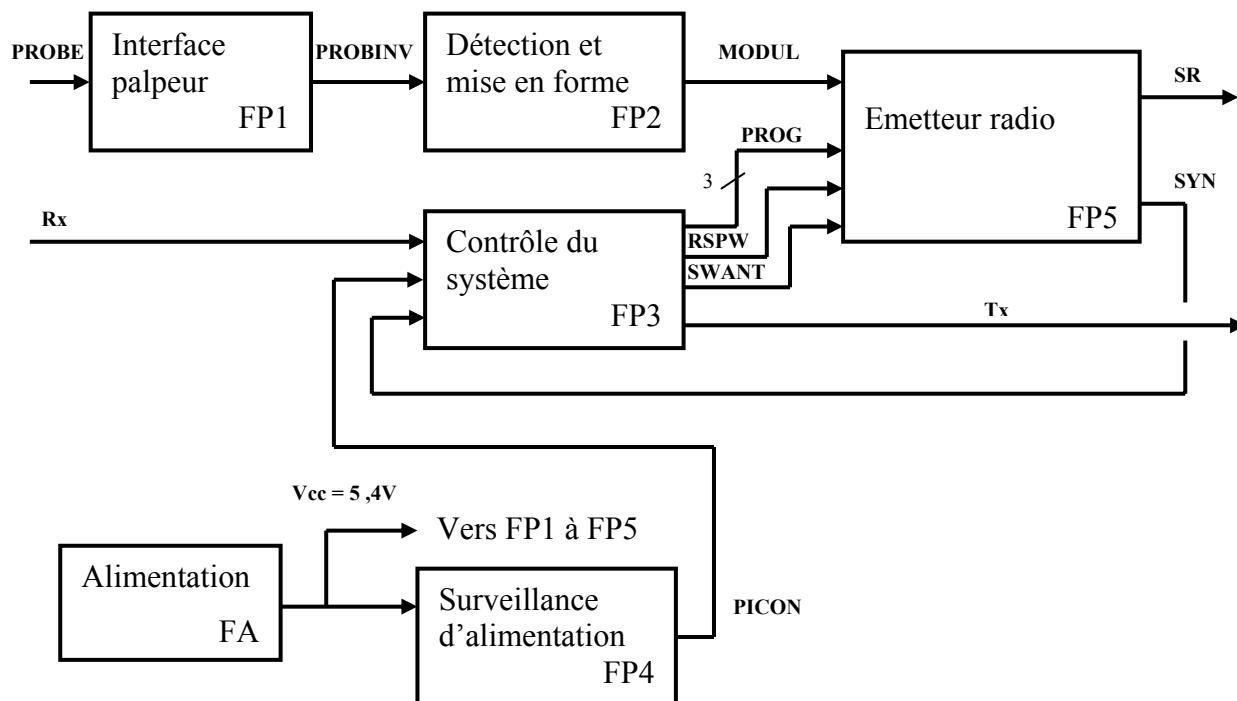 PROBE
Interface
palpeur
FP1
PROBINV
Détection et
mise en forme
FP2
MODUL
Emetteur radio
FP5
SR
SYN
PROG
3
Rx
Contrôle du
système
FP3
RSPW
SWANT
Tx
Vcc = 5 ,4V
Vers FP1 à FP5
Alimentation
FA
Surveillance
d’alimentation
FP4
PICON